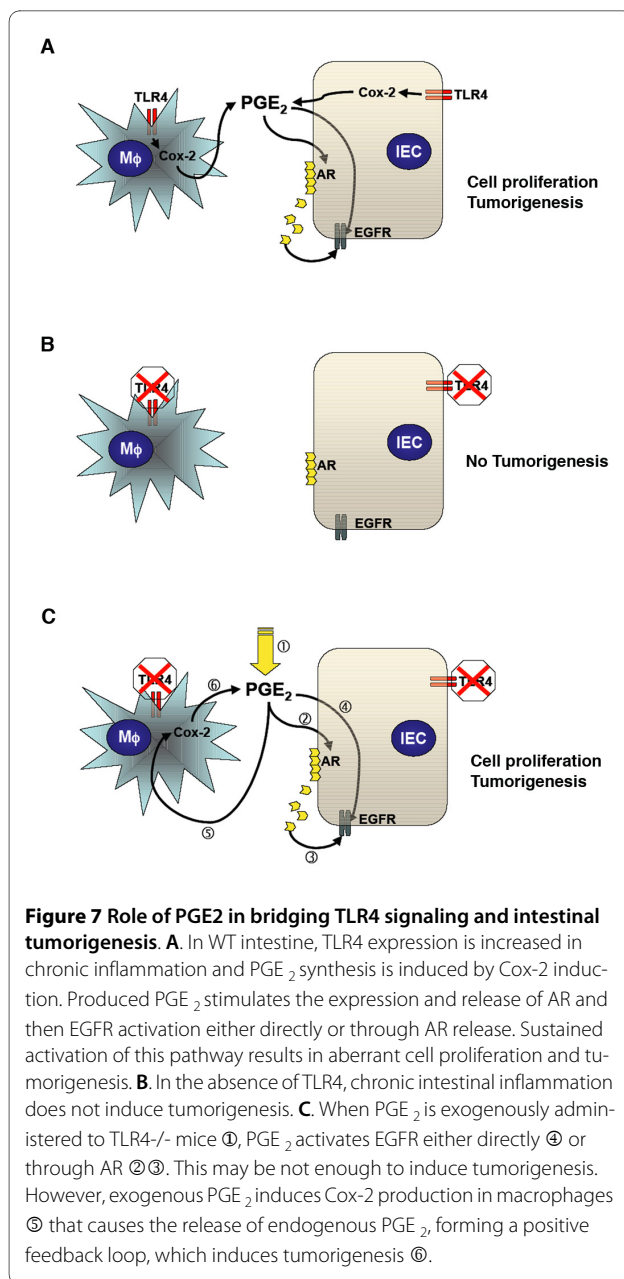 A
TLR4
Cox-2
Mϕ
PGE2
Cox-2
TLR4
IEC
AR
EGFR
Cell proliferation
Tumorigenesis
B
TLR4
Mϕ
TLR4
IEC
AR
EGFR
No Tumorigenesis
C
①
TLR4
⑥
PGE2
④
②
TLR4
Mϕ
Cox-2
IEC
AR
EGFR
⑤
③
Cell proliferation
Tumorigenesis
Figure 7 Role of PGE2 in bridging TLR4 signaling and intestinal
tumorigenesis. A. In WT intestine, TLR4 expression is increased in
chronic inflammation and PGE 2 synthesis is induced by Cox-2 induc-
tion. Produced PGE 2 stimulates the expression and release of AR and
then EGFR activation either directly or through AR release. Sustained
activation of this pathway results in aberrant cell proliferation and tu-
morigenesis. B. In the absence of TLR4, chronic intestinal inflammation
does not induce tumorigenesis. C. When PGE 2 is exogenously admin-
istered to TLR4-/- mice ①, PGE 2 activates EGFR either directly ④ or
through AR ②③. This may be not enough to induce tumorigenesis.
However, exogenous PGE 2 induces Cox-2 production in macrophages
⑤ that causes the release of endogenous PGE 2, forming a positive
feedback loop, which induces tumorigenesis ⑥.